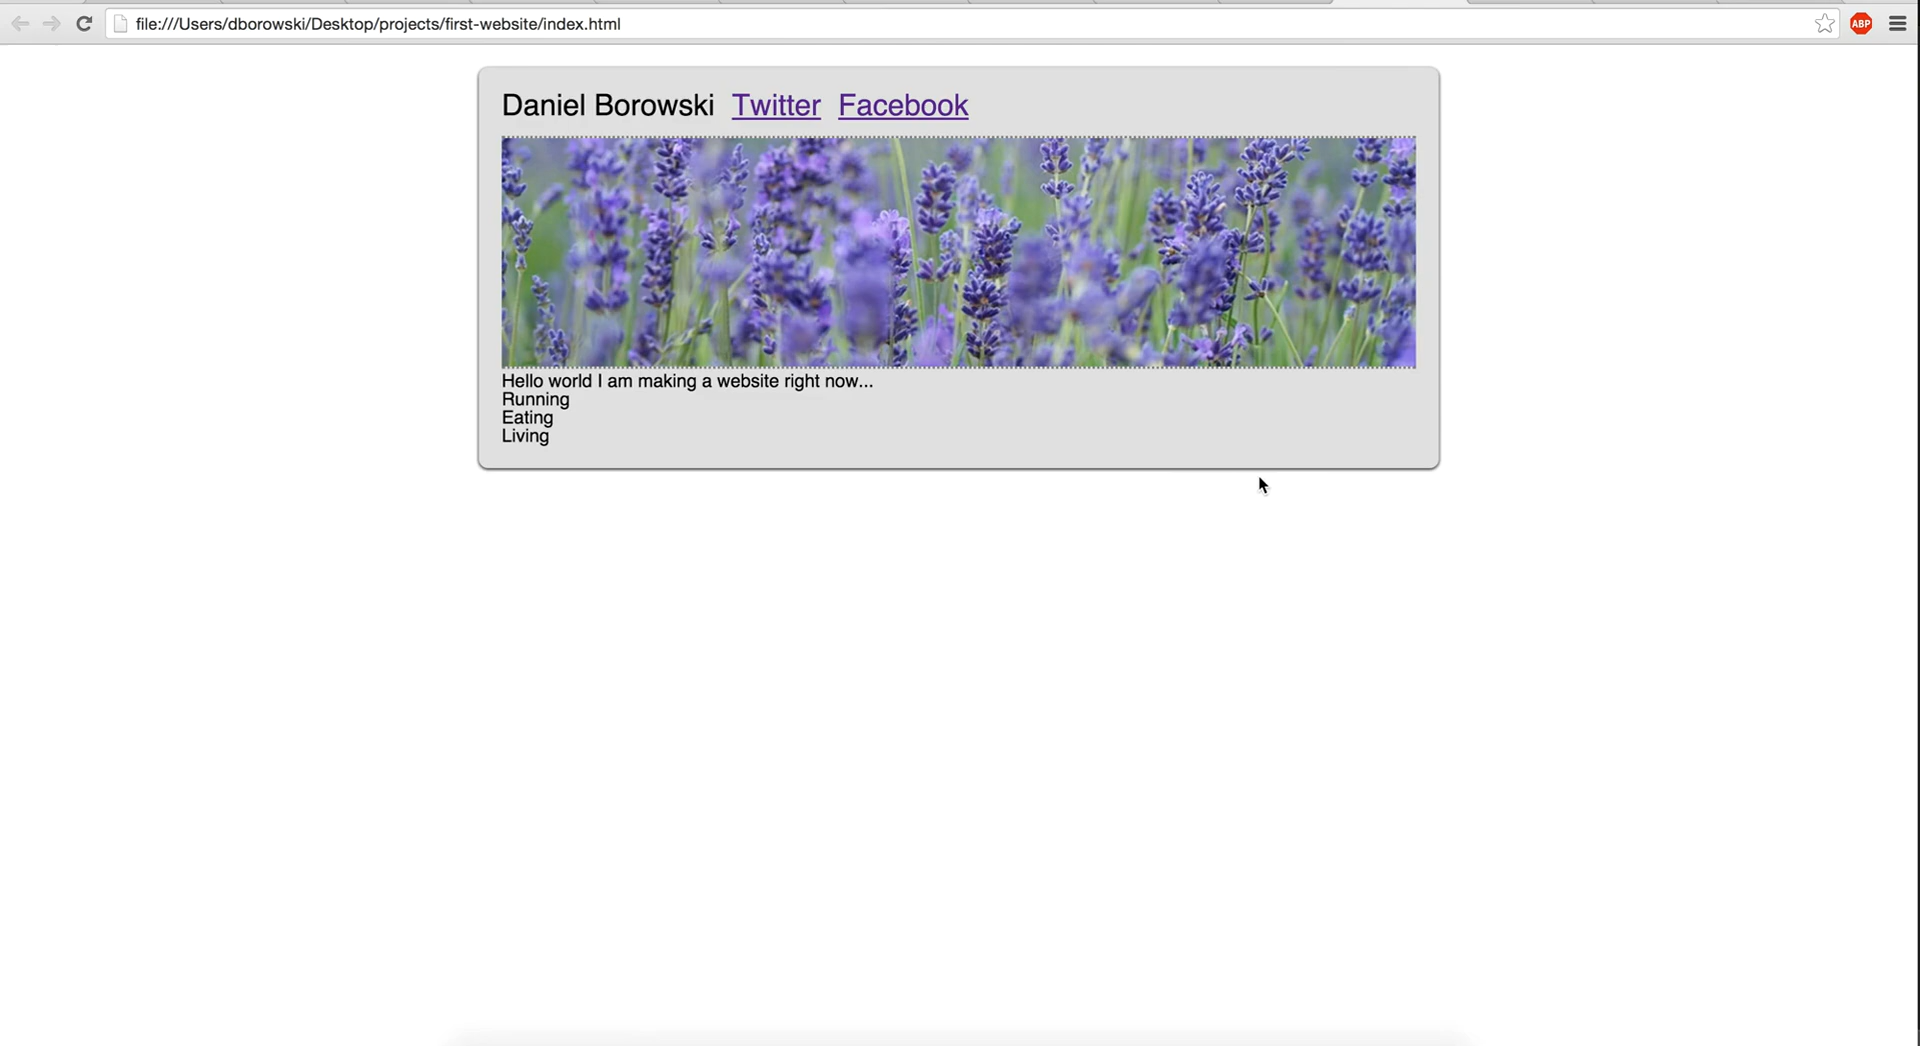 file:///Users/dborowski/Desktop/projects/first-website/index.html
ABP
Daniel Borowski Twitter Facebook
Hello world I am making a website right now...
Running
Eating
Living